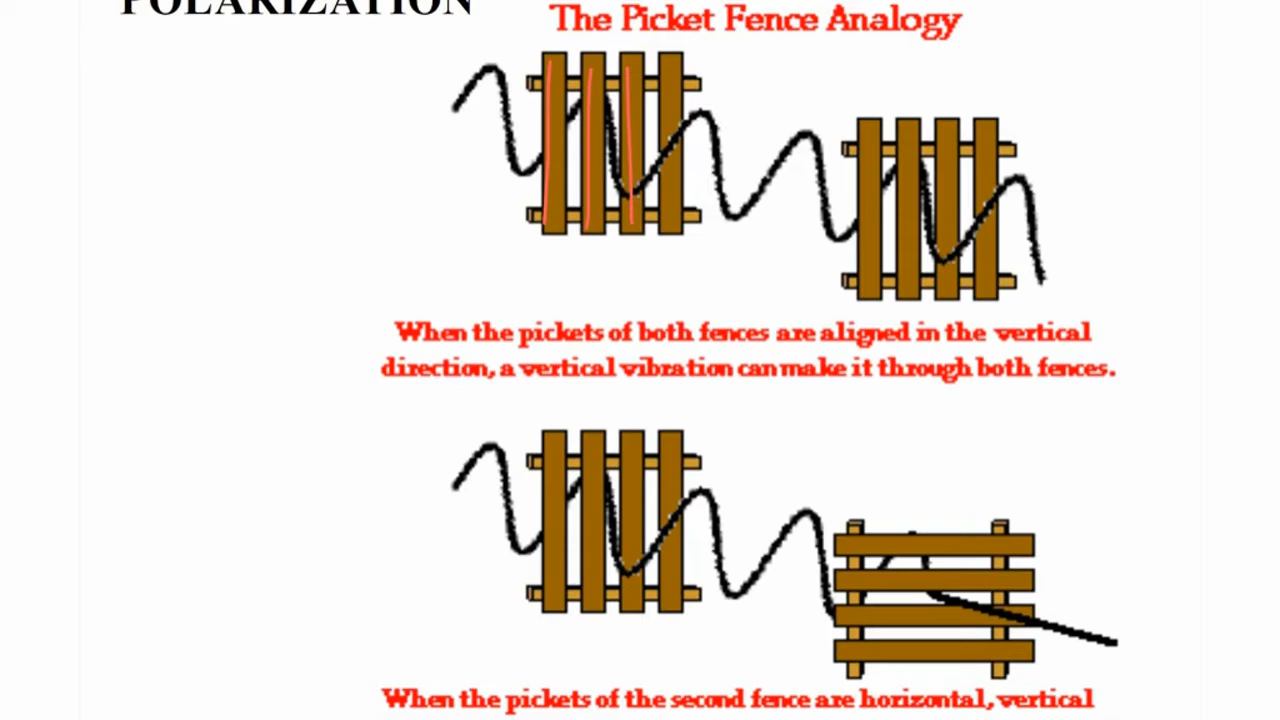 POLARIZATION
The Picket Fence Analogy
When the pickets of both fences are aligned in the vertical
direction, a vertical vibration can make it through both fences.
When the pickets of the second fence are horizontal, vertical